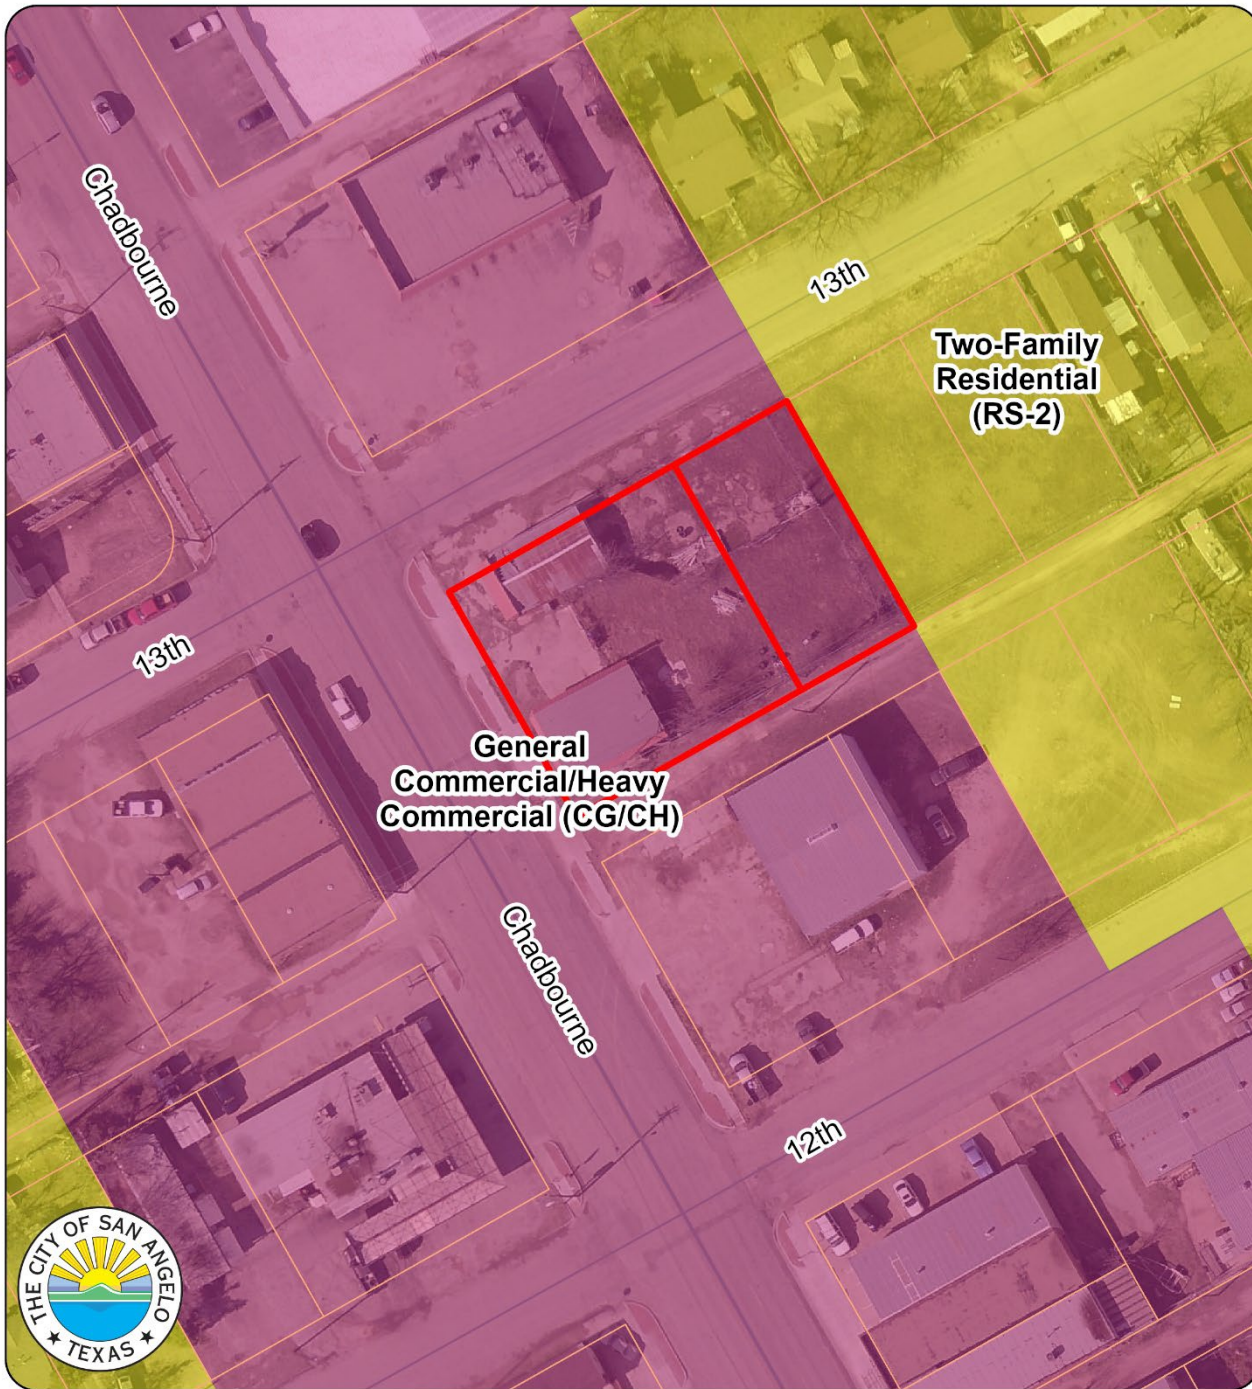 Chadbourne
13th
Two-Family
Residential
(RS-2)
13th
General
Commercial/Heavy
Commercial (CG/CH)
Chadbourne
12th
THE CITY OF SAN ANGELO
TEXAS